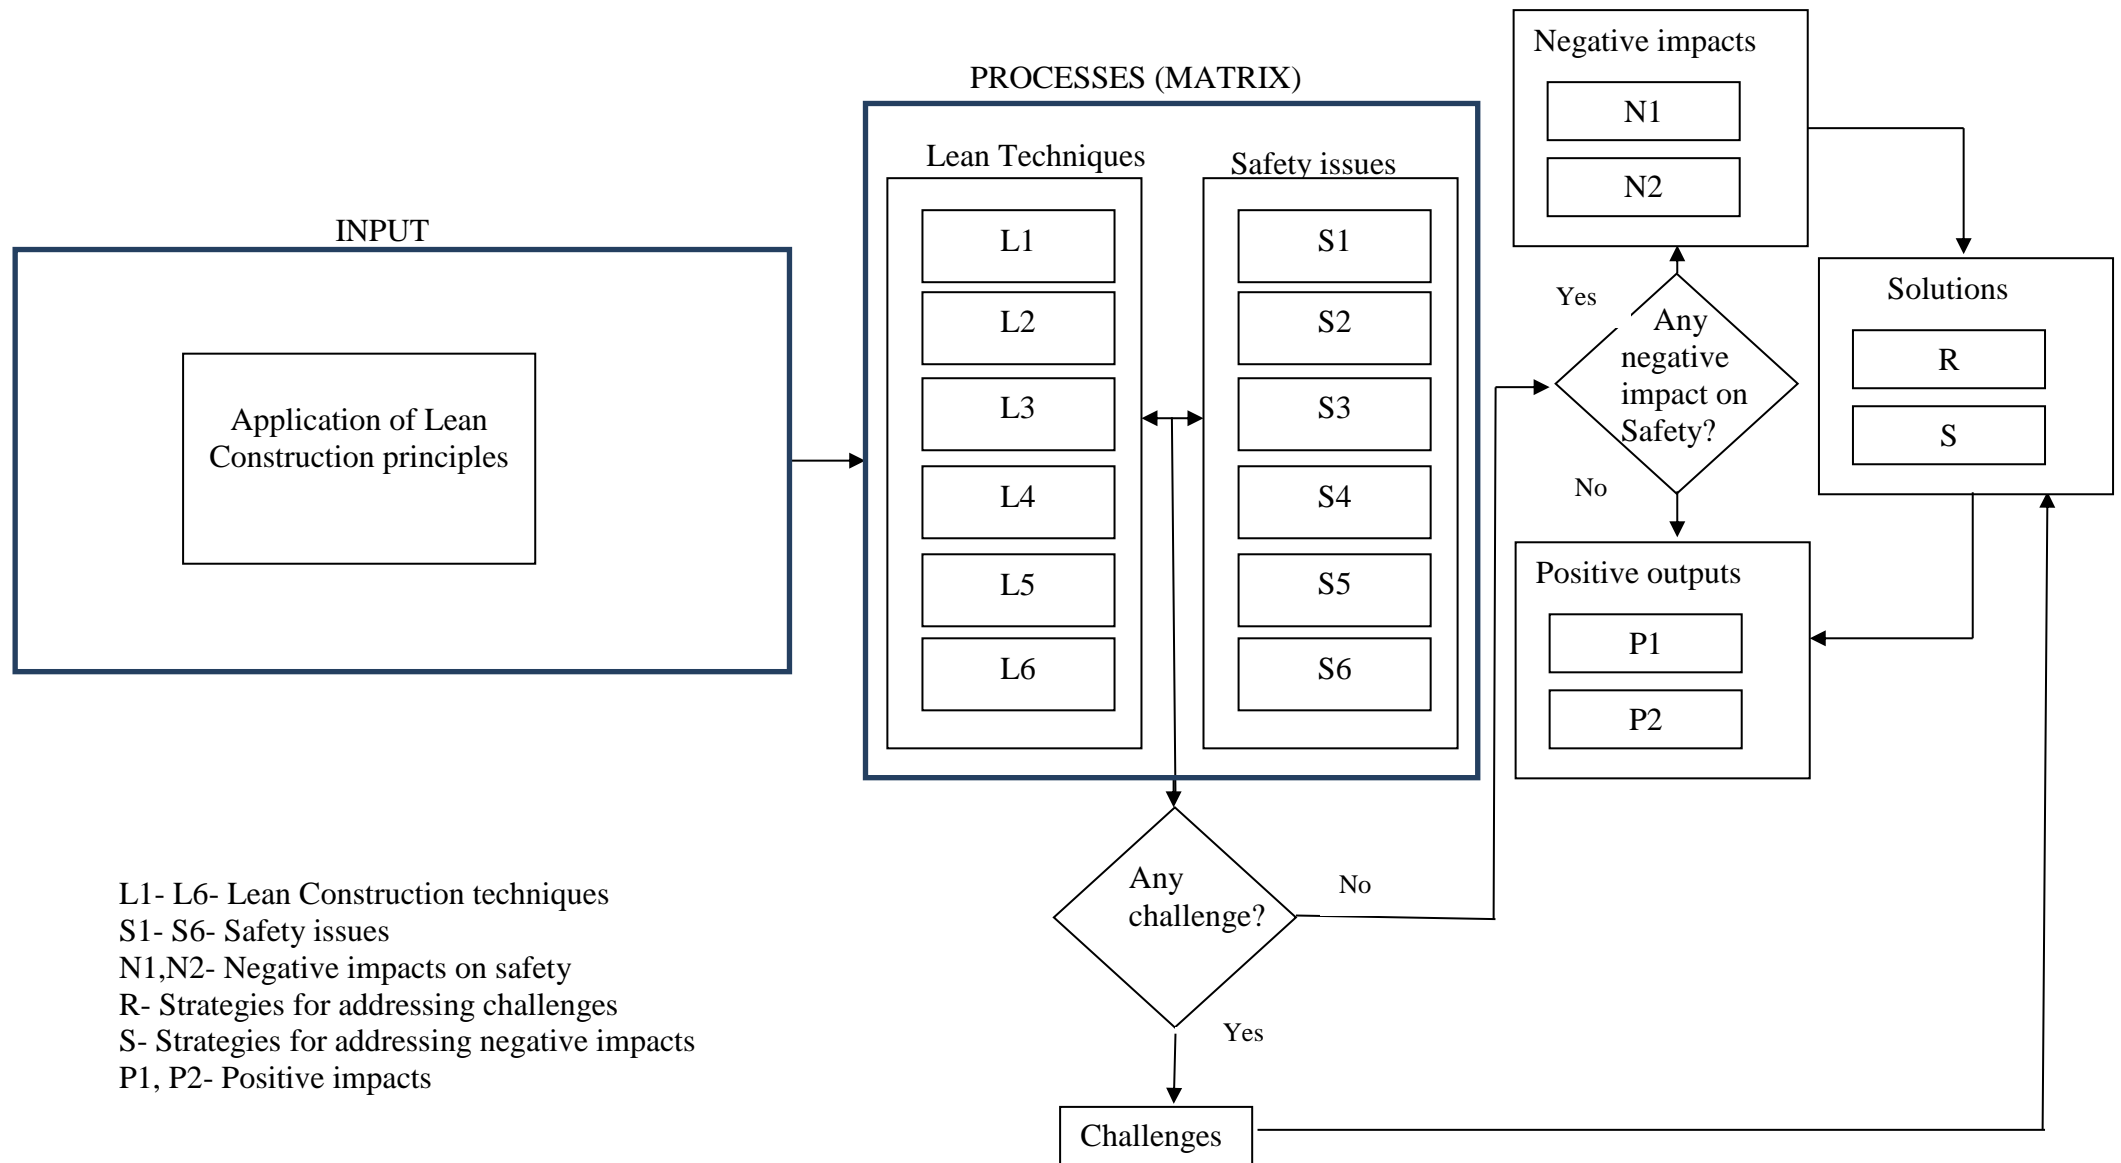 INPUT
Application of Lean
Construction principles
PROCESSES (MATRIX)
Lean Techniques
L1
L2
L3
L4
L5
L6
Safety issues
S1
S2
S3
S4
S5
S6
Any
challenge?
No
Yes
Challenges
Negative impacts
N1
N2
Yes
Any
negative
impact on
Safety?
No
Positive outputs
P1
P2
Solutions
R
S
L1- L6- Lean Construction techniques
S1- S6- Safety issues
N1,N2- Negative impacts on safety
R- Strategies for addressing challenges
S- Strategies for addressing negative impacts
P1, P2- Positive impacts